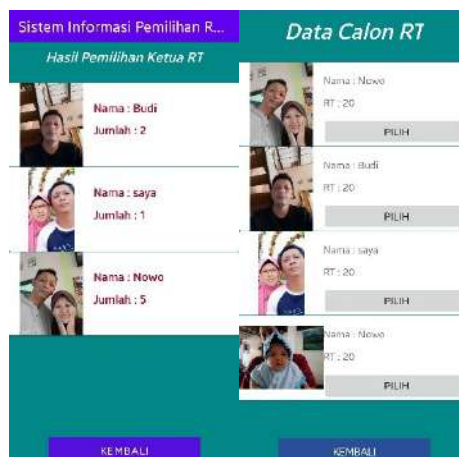 Sistem Informasi Pemilihan R...
Hasil Pemilihan Ketua RT
Nama : Budi
Jumlah : 2
Nama : saya
Jumlah : 1
Nama : Nowo
Jumlah : 5
KEMBALI
Data Calon RT
Nama : Nowo
RT : 20
PILIH
Nama : Budi
RT : 20
PILIH
Nama : saya
RT : 20
PILIH
Nama : Nowo
RT : 20
PILIH
KEMBALI